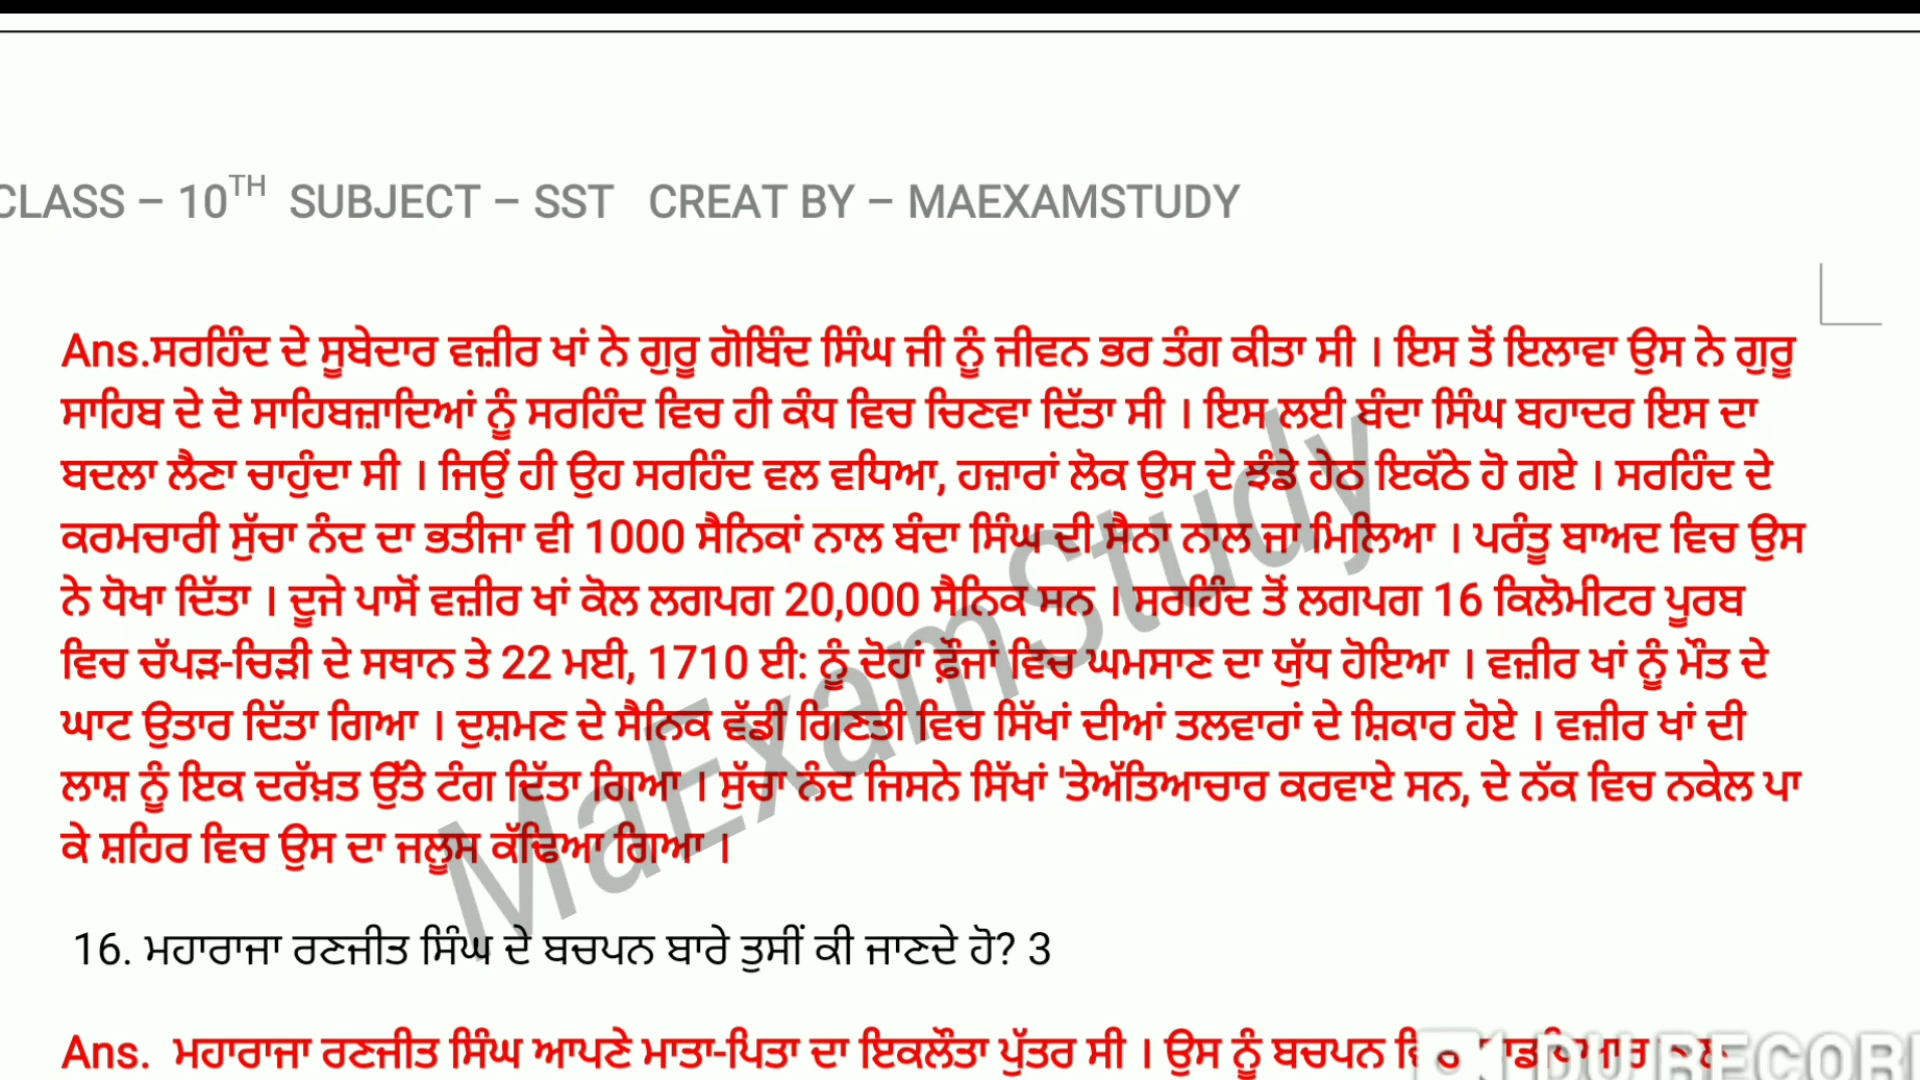 CLASS – 10TH SUBJECT – SST CREAT BY – MAEXAMSTUDY
Ans.ਸਰਹਿੰਦ ਦੇ ਸੂਬੇਦਾਰ ਵਜ਼ੀਰ ਖਾਂ ਨੇ ਗੁਰੂ ਗੋਬਿੰਦ ਸਿੰਘ ਜੀ ਨੂੰ ਜੀਵਨ ਭਰ ਤੰਗ ਕੀਤਾ ਸੀ । ਇਸ ਤੋਂ ਇਲਾਵਾ ਉਸ ਨੇ ਗੁਰੂ
ਸਾਹਿਬ ਦੇ ਦੋ ਸਾਹਿਬਜ਼ਾਦਿਆਂ ਨੂੰ ਸਰਹਿੰਦ ਵਿਚ ਹੀ ਕੰਧ ਵਿਚ ਚਿਣਵਾ ਦਿੱਤਾ ਸੀ । ਇਸ ਲਈ ਬੰਦਾ ਸਿੰਘ ਬਹਾਦਰ ਇਸ ਦਾ
ਬਦਲਾ ਲੈਣਾ ਚਾਹੁੰਦਾ ਸੀ । ਜਿਉਂ ਹੀ ਉਹ ਸਰਹਿੰਦ ਵਲ ਵਧਿਆ, ਹਜ਼ਾਰਾਂ ਲੋਕ ਉਸ ਦੇ ਝੰਡੇ ਹੇਠ ਇਕੱਠੇ ਹੋ ਗਏ । ਸਰਹਿੰਦ ਦੇ
ਕਰਮਚਾਰੀ ਸੁੱਚਾ ਨੰਦ ਦਾ ਭਤੀਜਾ ਵੀ 1000 ਸੈਨਿਕਾਂ ਨਾਲ ਬੰਦਾ ਸਿੰਘ ਦੀ ਸੈਨਾ ਨਾਲ ਜਾ ਮਿਲਿਆ । ਪਰੰਤੂ ਬਾਅਦ ਵਿਚ ਉਸ
ਨੇ ਧੋਖਾ ਦਿੱਤਾ । ਦੂਜੇ ਪਾਸੋਂ ਵਜ਼ੀਰ ਖਾਂ ਕੋਲ ਲਗਪਗ 20,000 ਸੈਨਿਕ ਸਨ । ਸਰਹਿੰਦ ਤੋਂ ਲਗਪਗ 16 ਕਿਲੋਮੀਟਰ ਪੂਰਬ
ਵਿਚ ਚੱਪੜ-ਚਿੜੀ ਦੇ ਸਥਾਨ ਤੇ 22 ਮਈ, 1710 ਈ: ਨੂੰ ਦੋਹਾਂ ਫ਼ੌਜਾਂ ਵਿਚ ਘਮਸਾਣ ਦਾ ਯੁੱਧ ਹੋਇਆ । ਵਜ਼ੀਰ ਖਾਂ ਨੂੰ ਮੌਤ ਦੇ
ਘਾਟ ਉਤਾਰ ਦਿੱਤਾ ਗਿਆ । ਦੁਸ਼ਮਣ ਦੇ ਸੈਨਿਕ ਵੱਡੀ ਗਿਣਤੀ ਵਿਚ ਸਿੱਖਾਂ ਦੀਆਂ ਤਲਵਾਰਾਂ ਦੇ ਸ਼ਿਕਾਰ ਹੋਏ । ਵਜ਼ੀਰ ਖਾਂ ਦੀ
ਲਾਸ਼ ਨੂੰ ਇਕ ਦਰੱਖ਼ਤ ਉੱਤੇ ਟੰਗ ਦਿੱਤਾ ਗਿਆ । ਸੁੱਚਾ ਨੰਦ ਜਿਸਨੇ ਸਿੱਖਾਂ 'ਤੇਅੱਤਿਆਚਾਰ ਕਰਵਾਏ ਸਨ, ਦੇ ਨੱਕ ਵਿਚ ਨਕੇਲ ਪਾ
ਕੇ ਸ਼ਹਿਰ ਵਿਚ ਉਸ ਦਾ ਜਲੂਸ ਕੱਢਿਆ ਗਿਆ ।
MaExamStudy
16. ਮਹਾਰਾਜਾ ਰਣਜੀਤ ਸਿੰਘ ਦੇ ਬਚਪਨ ਬਾਰੇ ਤੁਸੀਂ ਕੀ ਜਾਣਦੇ ਹੋ? 3
Ans. ਮਹਾਰਾਜਾ ਰਣਜੀਤ ਸਿੰਘ ਆਪਣੇ ਮਾਤਾ-ਪਿਤਾ ਦਾ ਇਕਲੌਤਾ ਪੁੱਤਰ ਸੀ । ਉਸ ਨੂੰ ਬਚਪਨ
DU RECOR